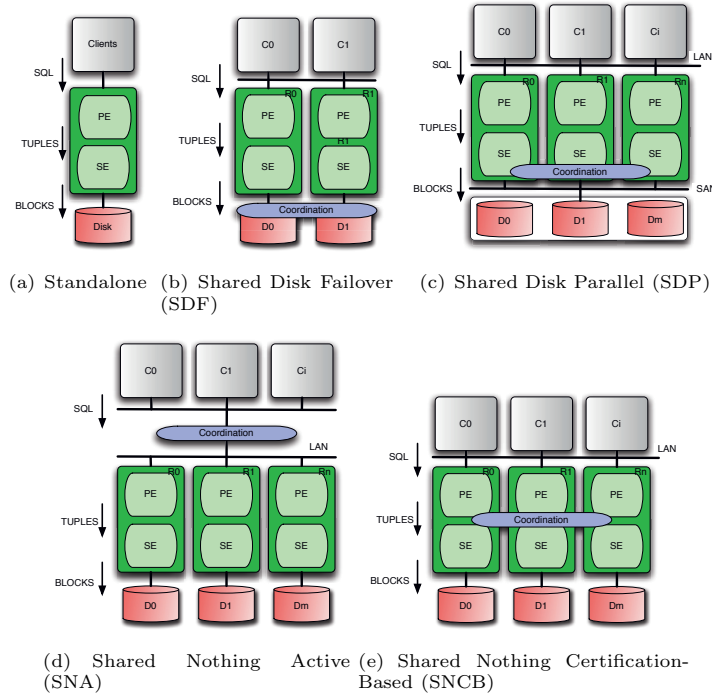 Clients
C0
C1
C0
C1
Ci
LAN
SQL
SQL
SQL
R0
R1
R0
R1
Rn
PE
PE
PE
PE
PE
PE
TUPLES
TUPLES
R1
TUPLES
SE
SE
SE
SE
SE
SE
Coordination
BLOCKS
BLOCKS
BLOCKS
SAN
Coordination
Disk
D0
D1
D0
D1
Dm
(a) Standalone
(b) Shared Disk Failover
(SDF)
(c) Shared Disk Parallel (SDP)
C0
C1
Ci
SQL
Coordination
LAN
R0
R1
Rn
PE
PE
PE
TUPLES
SE
SE
SE
BLOCKS
D0
D1
Dm
C0
C1
Ci
LAN
SQL
R0
R1
Rn
PE
PE
PE
TUPLES
Coordination
SE
SE
SE
BLOCKS
D0
D1
Dm
(d) Shared Nothing Active
(SNA)
(e) Shared Nothing Certification-
Based (SNCB)